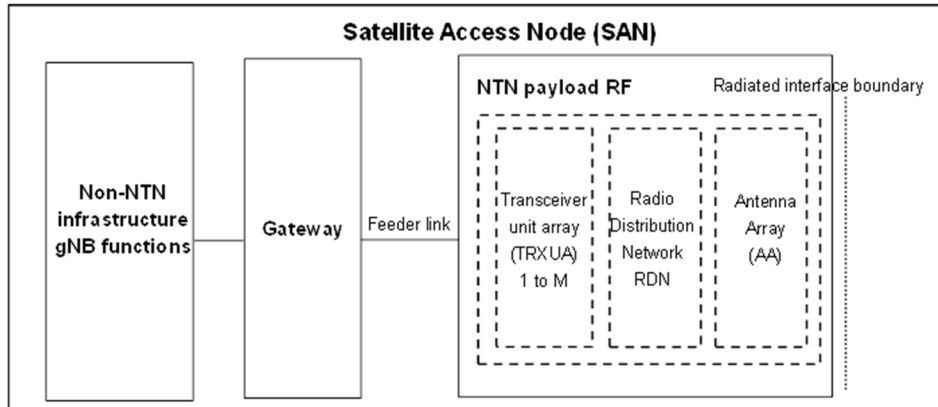 Satellite Access Node (SAN)
NTN payload RF
Radiated interface boundary
Non-NTN
infrastructure
gNB functions
Gateway
Feeder link
Transceiver
unit array
(TRXUA)
1 to M
Radio
Distribution
Network
RDN
Antenna
Array
(AA)